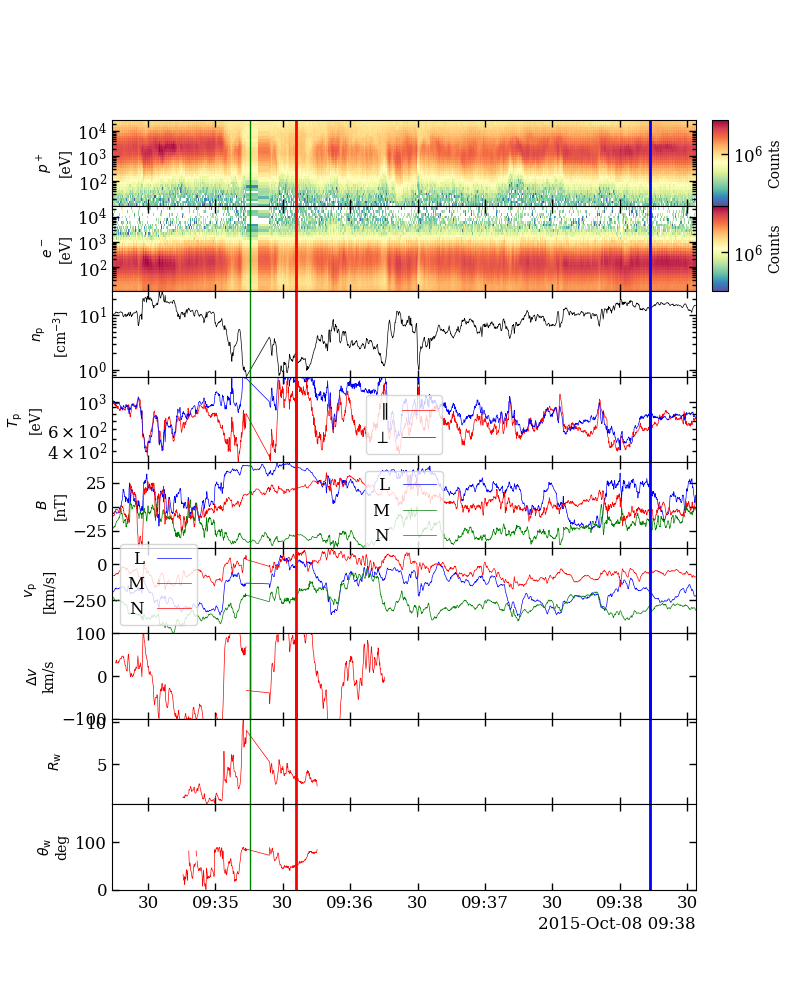 10⁴
10³
10²
p⁺
[eV]
10⁶
Counts
10⁴
10³
10²
e⁻
[eV]
10⁶
Counts
10¹
10⁰
nₚ
[cm⁻³]
10³
6 × 10²
4 × 10²
Tₚ
[eV]
∥
⊥
25
0
−25
B
[nT]
L
M
N
0
−250
vₚ
[km/s]
L
M
N
100
0
−100
Δv
km/s
10
5
R_w
100
0
θ_w
deg
30 09:35 30 09:36 30 09:37 30 09:38 30
2015-Oct-08 09:38